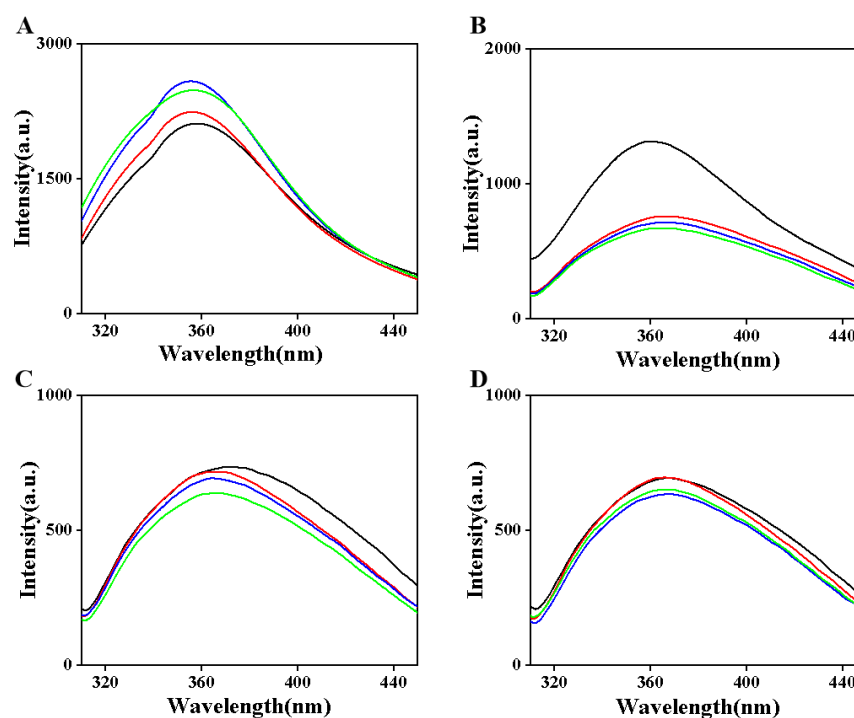 A
3000
1500
0
Intensity(a.u.)
320 360 400 440
Wavelength(nm)
B
2000
1000
0
Intensity(a.u.)
320 360 400 440
Wavelength(nm)
C
1000
500
0
Intensity(a.u.)
320 360 400 440
Wavelength(nm)
D
1000
500
0
Intensity(a.u.)
320 360 400 440
Wavelength(nm)